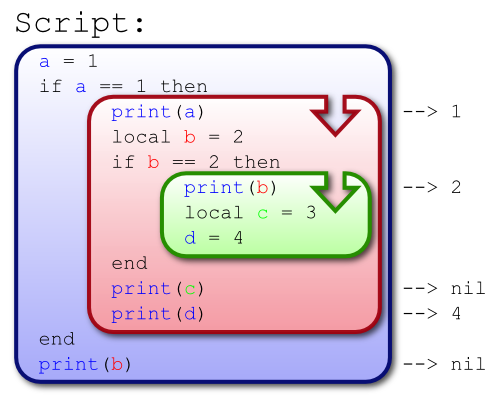 Script:
a = 1
if a == 1 then
print(a) --> 1
local b = 2
if b == 2 then
print(b) --> 2
local c = 3
d = 4
end
print(c) --> nil
print(d) --> 4
end
print(b) --> nil